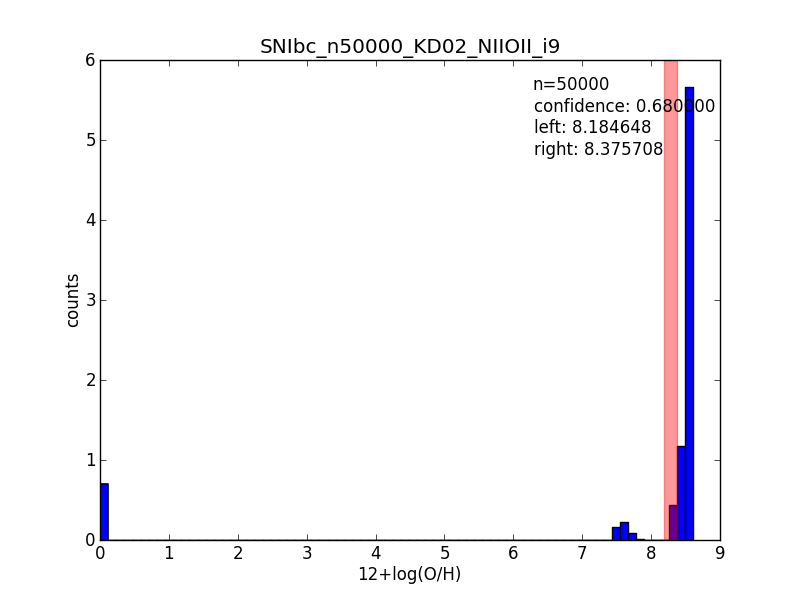 SNIbc_n50000_KD02_NIIOII_i9
n=50000
confidence: 0.680000
left: 8.184648
right: 8.375708
6
5
4
3
2
1
0
counts
0 1 2 3 4 5 6 7 8 9
12+log(O/H)